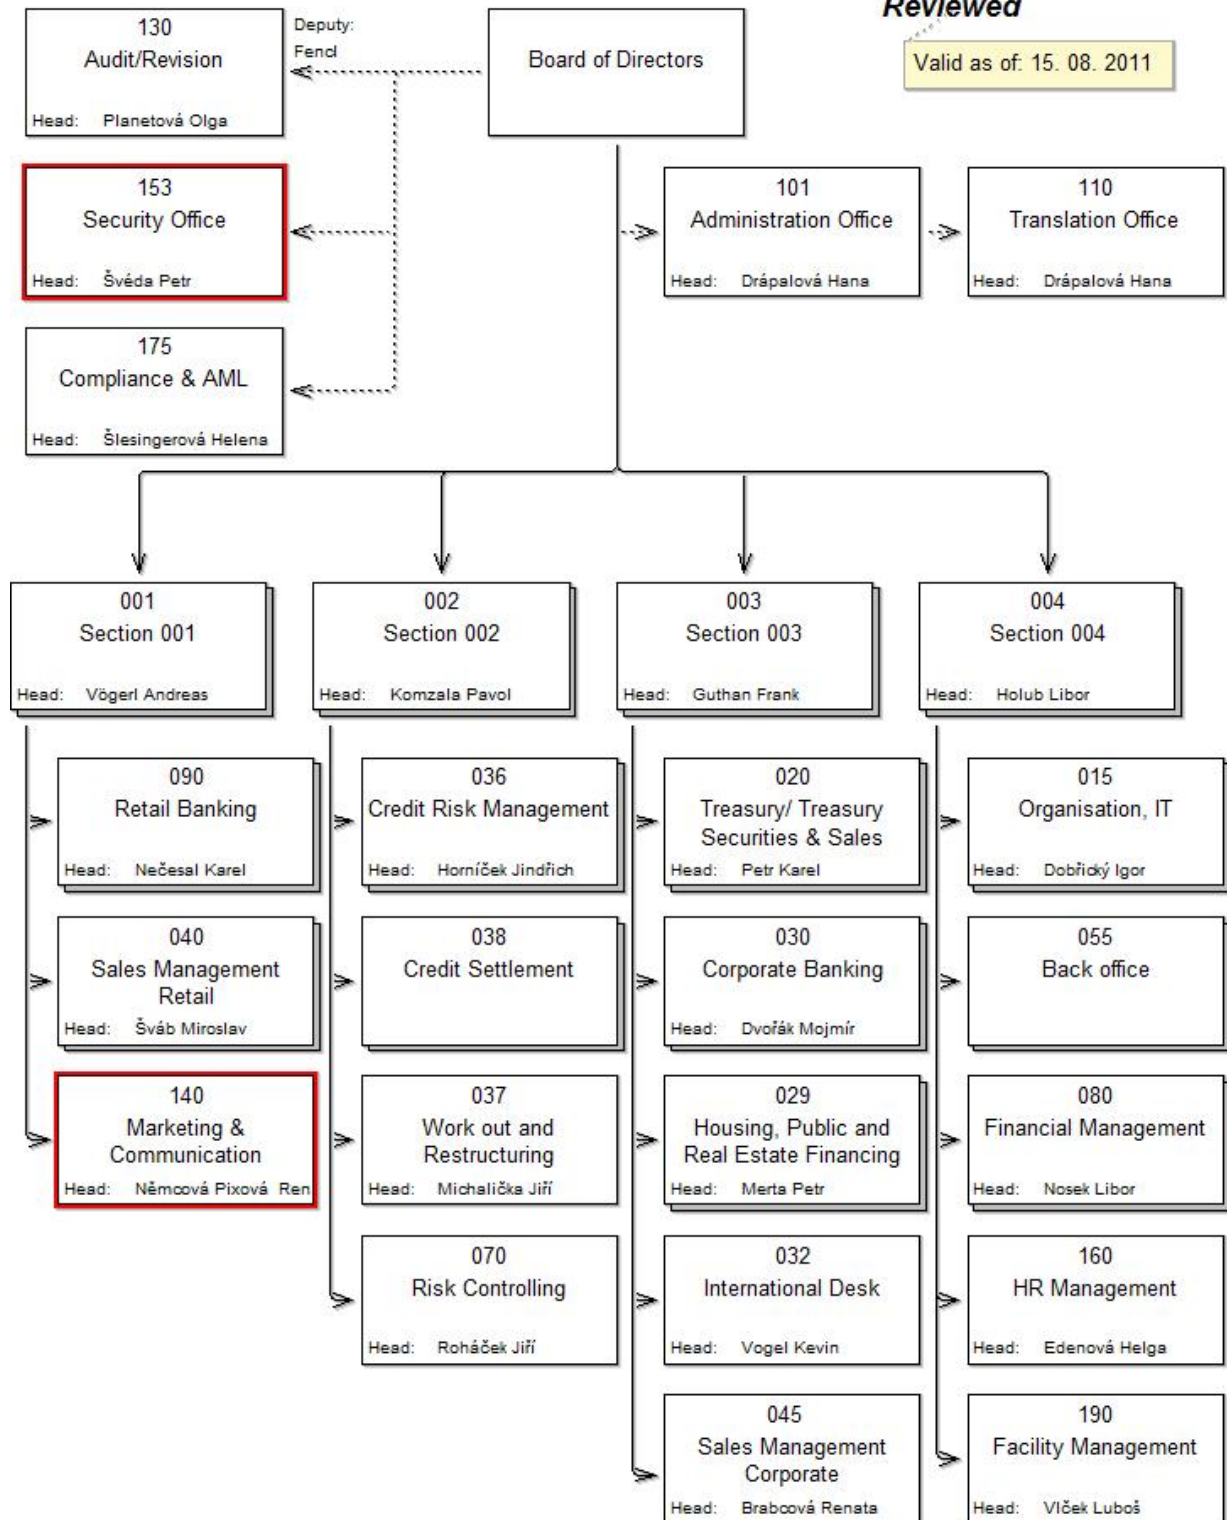 Reviewed
Valid as of: 15. 08. 2011
130
Audit/Revision
Head: Planetová Olga
Deputy:
Fencl
Board of Directors
153
Security Office
Head: Švéda Petr
101
Administration Office
Head: Drápalová Hana
110
Translation Office
Head: Drápalová Hana
175
Compliance & AML
Head: Šlesingerová Helena
001
Section 001
Head: Vögerl Andreas
002
Section 002
Head: Komzala Pavol
003
Section 003
Head: Guthan Frank
004
Section 004
Head: Holub Libor
090
Retail Banking
Head: Nečesal Karel
040
Sales Management
Retail
Head: Šváb Miroslav
140
Marketing &
Communication
Head: Němcová Pixová Ren
036
Credit Risk Management
Head: Horníček Jindřich
038
Credit Settlement
037
Work out and
Restructuring
Head: Michalička Jiří
070
Risk Controlling
Head: Roháček Jiří
020
Treasury/ Treasury
Securities & Sales
Head: Petr Karel
030
Corporate Banking
Head: Dvořák Mojmír
029
Housing, Public and
Real Estate Financing
Head: Merta Petr
032
International Desk
Head: Vogel Kevin
045
Sales Management
Corporate
Head: Brabcová Renata
015
Organisation, IT
Head: Dobřický Igor
055
Back office
080
Financial Management
Head: Nosek Libor
160
HR Management
Head: Edenová Helga
190
Facility Management
Head: Vlček Luboš